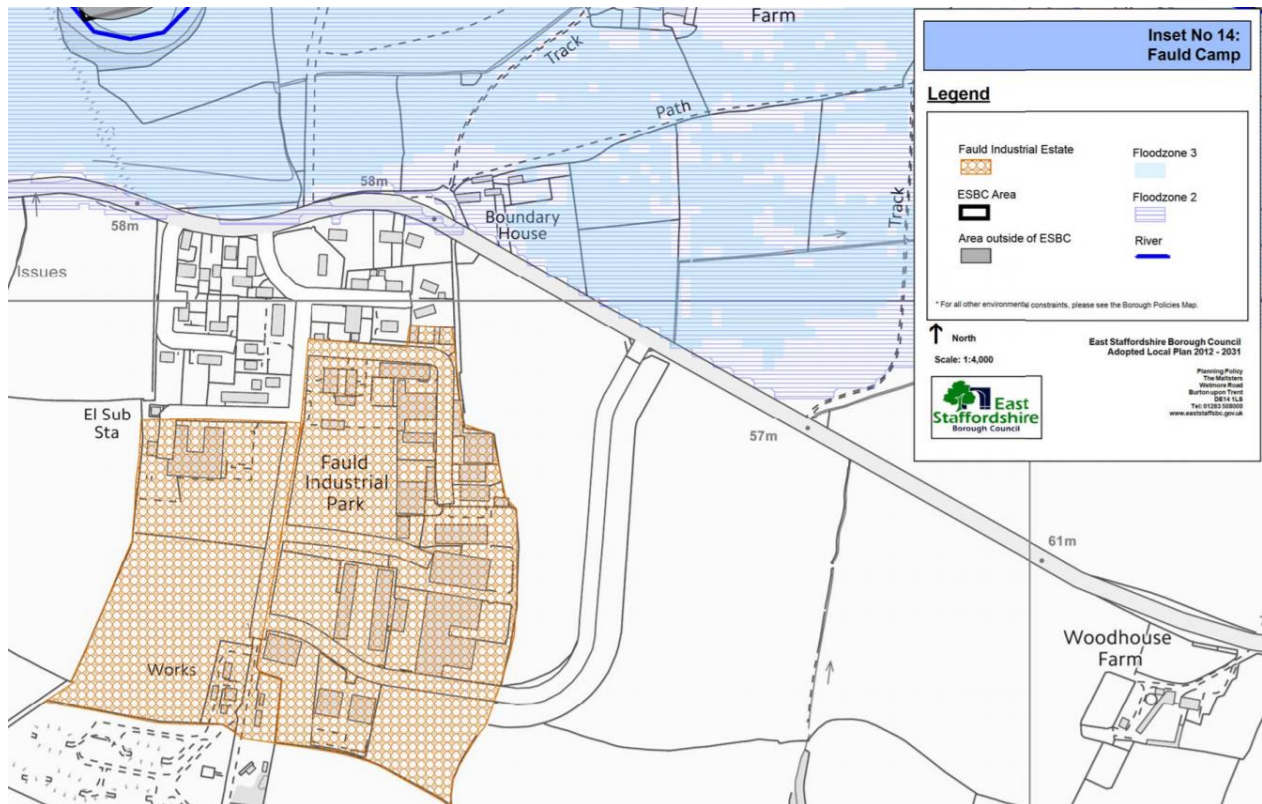 Farm
Track
Path
Track
58m
58m
Boundary
House
Issues
El Sub
Sta
Fauld
Industrial
Park
Works
57m
61m
Woodhouse
Farm
Inset No 14:
Fauld Camp
Legend
Fauld Industrial Estate
ESBC Area
Area outside of ESBC
Floodzone 3
Floodzone 2
River
* For all other environmental constraints, please see the Borough Policies Map.
North
Scale: 1:4,000
East Staffordshire Borough Council
Adopted Local Plan 2012 - 2031
Planning Policy
The Maltsters
Wetmore Road
Burton upon Trent
DE14 1LS
Tel: 01283 508000
www.eaststaffsbc.gov.uk
East
Staffordshire
Borough Council